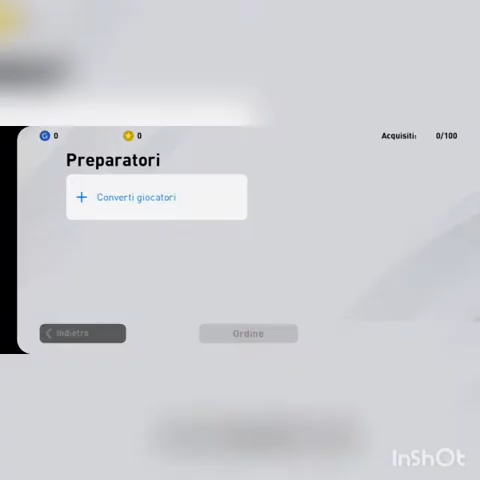 0 0 Acquisiti: 0/100
Preparatori
+ Converti giocatori
Indietro Ordine
InShOt